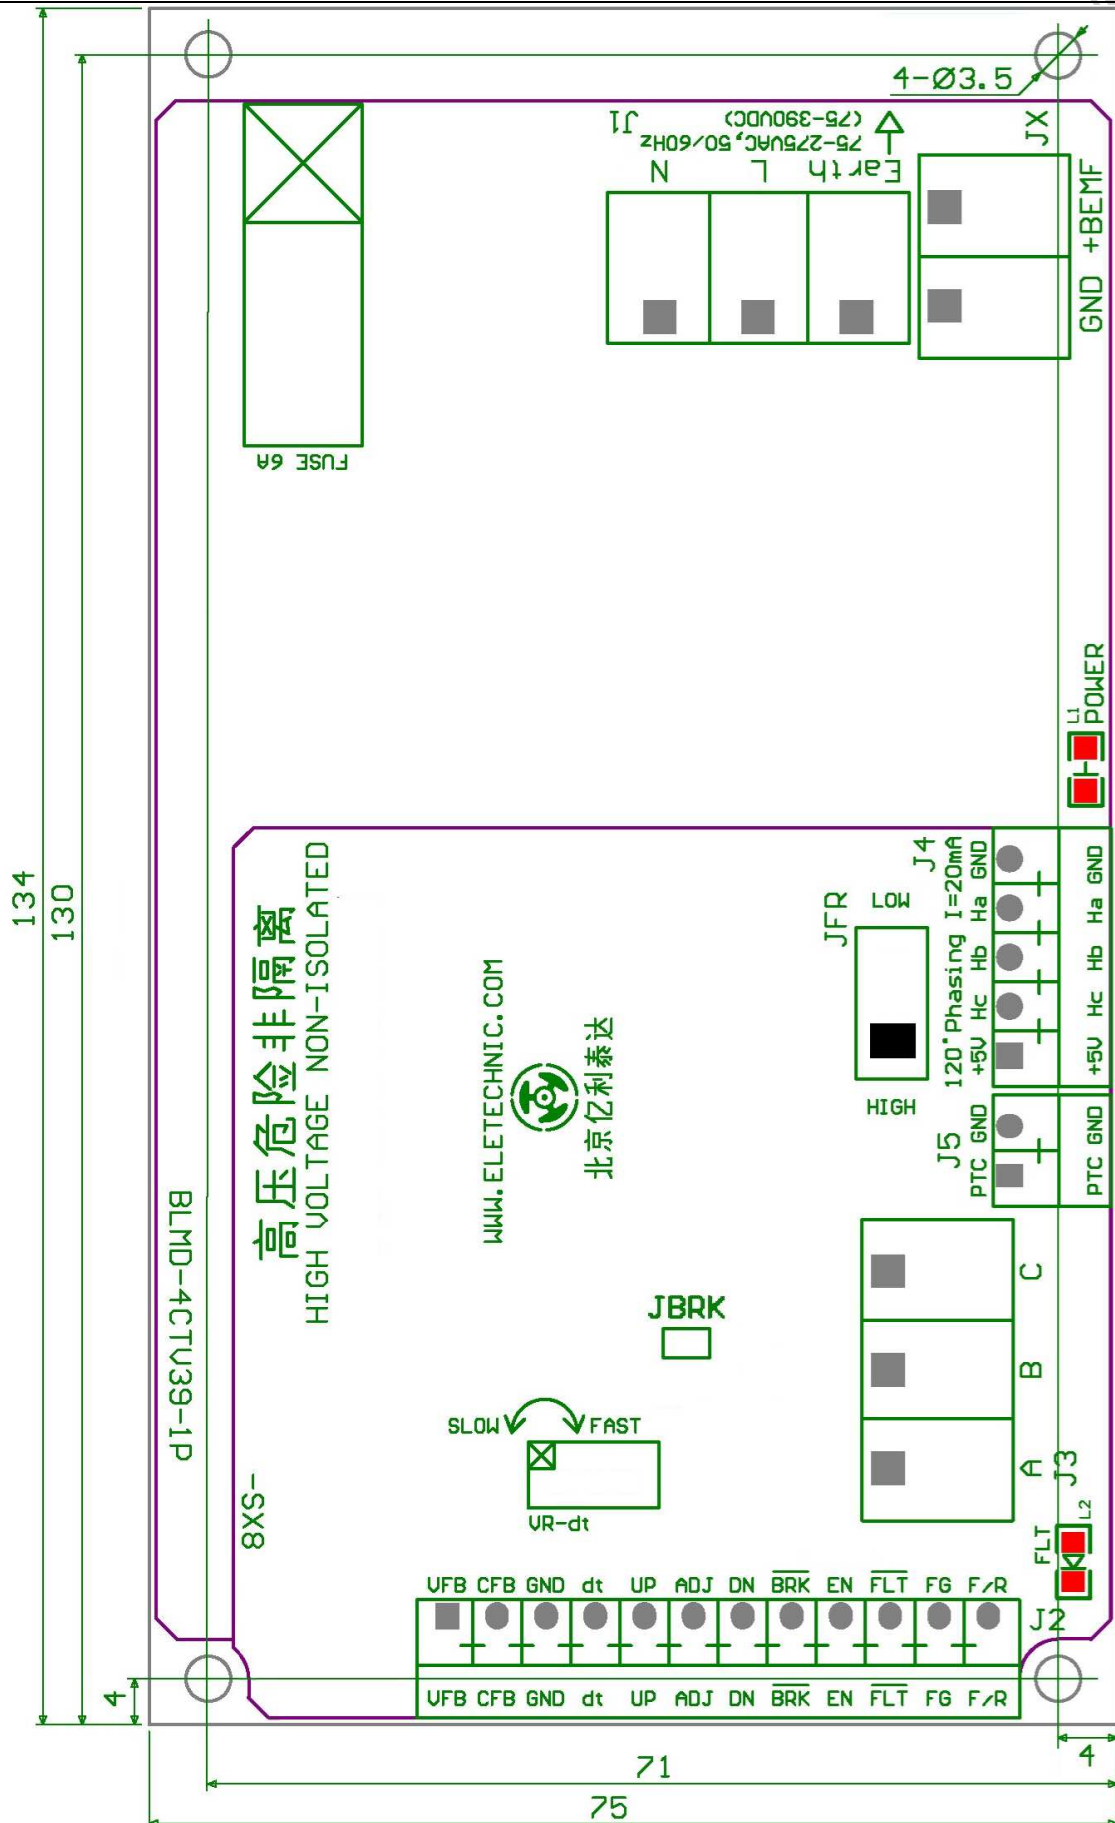 4-Ø3.5
J1
75-275VAC,50/60Hz
(75-390VDC)
N
L
Earth
JX
GND +BEMF
FUSE 6A
134
130
L1
POWER
高压危险非隔离
HIGH VOLTAGE NON-ISOLATED
WWW.ELETECHNIC.COM
北京亿利泰达
JFR
LOW
HIGH
J4
120°Phasing I=20mA
+5V Hc Hb Ha GND
+5V Hc Hb Ha GND
J5
PTC GND
PTC GND
BLMD-4CTV39-1P
8XS-
JBRK
SLOW
FAST
VR-dt
C
B
A
J3
L2
FLT
VFB CFB GND dt UP ADJ DN BRK EN FLT FG F/R
J2
VFB CFB GND dt UP ADJ DN BRK EN FLT FG F/R
4
4
71
75